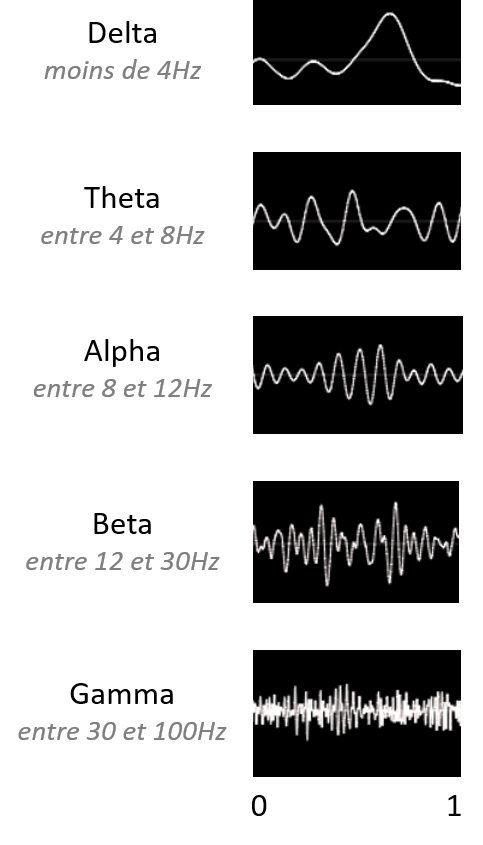 Delta
moins de 4Hz
Theta
entre 4 et 8Hz
Alpha
entre 8 et 12Hz
Beta
entre 12 et 30Hz
Gamma
entre 30 et 100Hz
0 1